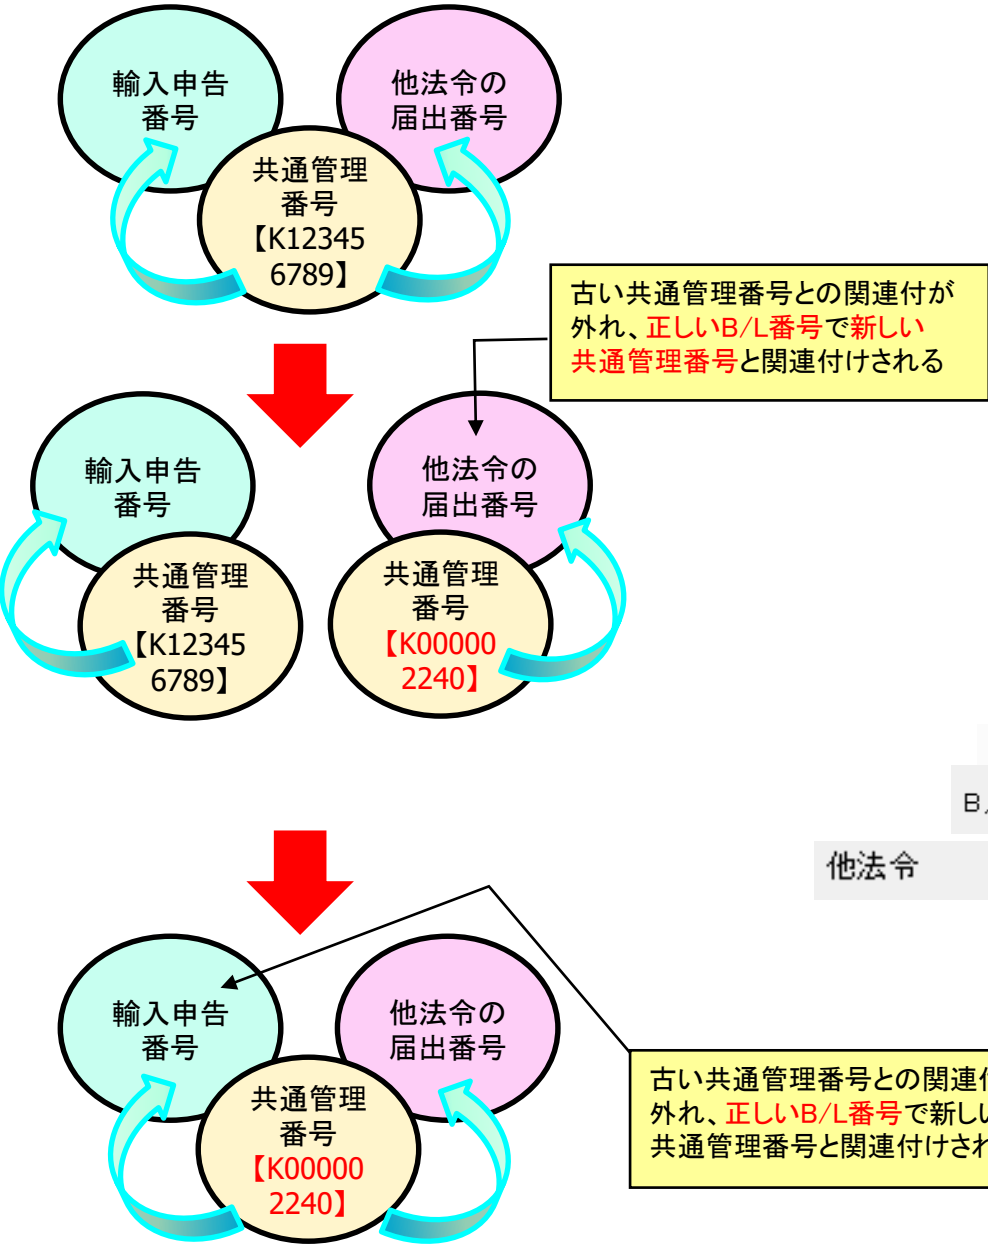 輸入申告
番号
他法令の
届出番号
共通管理
番号
【K12345
6789】
古い共通管理番号との関連付が
外れ、正しいB/L番号で新しい
共通管理番号と関連付けされる
輸入申告
番号
他法令の
届出番号
共通管理
番号
【K12345
6789】
共通管理
番号
【K00000
2240】
B
他法令
輸入申告
番号
他法令の
届出番号
共通管理
番号
【K00000
2240】
古い共通管理番号との関連
外れ、正しいB/L番号で新し
共通管理番号と関連付けさ